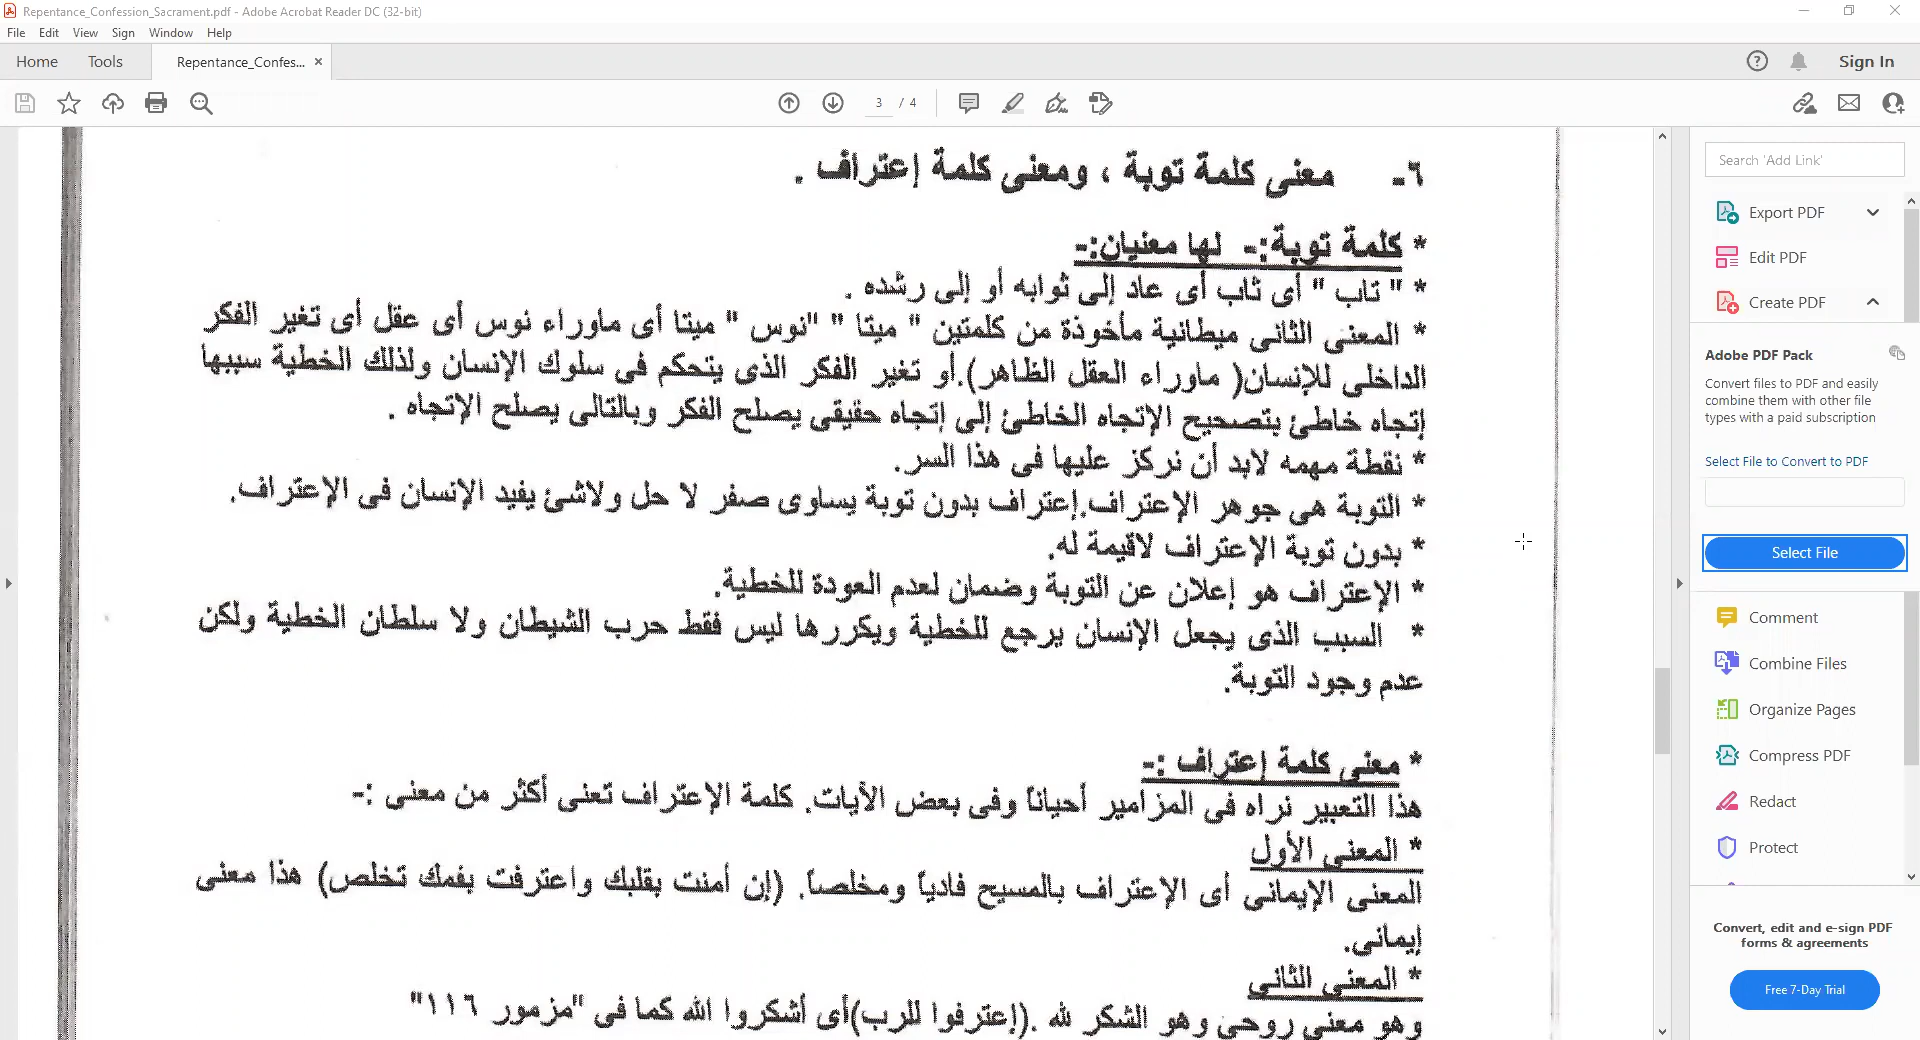 Repentance_Confession_Sacrament.pdf - Adobe Acrobat Reader DC (32-bit)
File Edit View Sign Window Help
Home Tools Repentance_Confes... × Sign In
3 / 4
٦- معنى كلمة توبة ، ومعنى كلمة إعتراف .
* كلمة توبة:- لها معنيان:-
* " تاب " أى ثاب أى عاد إلى ثوابه أو إلى رشده .
* المعنى الثانى ميطانية مأخوذة من كلمتين " ميتا " "نوس " ميتا أى ماوراء نوس أى عقل أى تغير الفكر
الداخلى للإنسان( ماوراء العقل الظاهر).أو تغير الفكر الذى يتحكم فى سلوك الإنسان ولذلك الخطية سببها
إتجاه خاطئ بتصحيح الإتجاه الخاطئ إلى إتجاه حقيقى يصلح الفكر وبالتالى يصلح الإتجاه .
* نقطة مهمه لابد أن نركز عليها فى هذا السر.
* التوبة هى جوهر الإعتراف.إعتراف بدون توبة يساوى صفر لا حل ولاشئ يفيد الإنسان فى الإعتراف.
* بدون توبة الإعتراف لاقيمة له.
* الإعتراف هو إعلان عن التوبة وضمان لعدم العودة للخطية.
* السبب الذى يجعل الإنسان يرجع للخطية ويكررها ليس فقط حرب الشيطان ولا سلطان الخطية ولكن
عدم وجود التوبة.
* معنى كلمة إعتراف :-
هذا التعبير نراه فى المزامير أحياناً وفى بعض الآيات. كلمة الإعتراف تعنى أكثر من معنى :-
* المعنى الأول
المعنى الإيمانى أى الإعتراف بالمسيح فادياً ومخلصاً. (إن أمنت بقلبك واعترفت بفمك تخلص) هذا معنى
إيمانى.
* المعنى الثانى
وهو معنى روحى وهو الشكر لله .(إعترفوا للرب)أى أشكروا الله كما فى "مزمور ١١٦"
Search 'Add Link'
Export PDF
Edit PDF
Create PDF
Adobe PDF Pack
Convert files to PDF and easily
combine them with other file
types with a paid subscription
Select File to Convert to PDF
Select File
Comment
Combine Files
Organize Pages
Compress PDF
Redact
Protect
Convert, edit and e-sign PDF
forms & agreements
Free 7-Day Trial